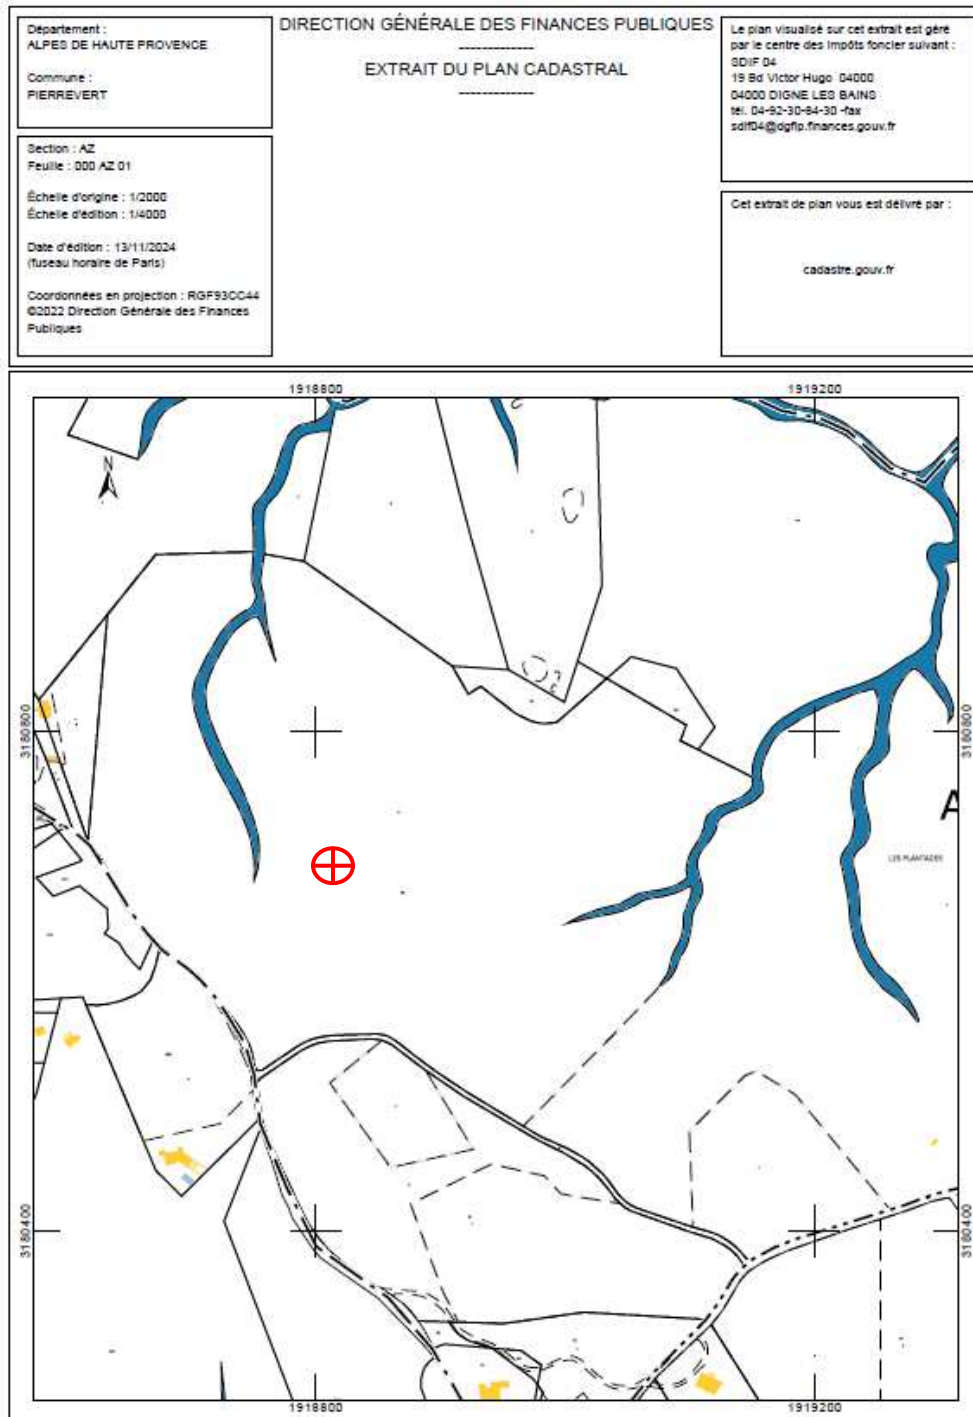 Département :
ALPES DE HAUTE PROVENCE
Commune :
PIERREVERT
Section : AZ
Feuille : 000 AZ 01
Échelle d'origine : 1/2000
Échelle d'édition : 1/4000
Date d'édition : 13/11/2024
(fuseau horaire de Paris)
Coordonnées en projection : RGF93CC44
©2022 Direction Générale des Finances
Publiques
DIRECTION GÉNÉRALE DES FINANCES PUBLIQUES
-------------
EXTRAIT DU PLAN CADASTRAL
-------------
Le plan visualisé sur cet extrait est géré
par le centre des impôts foncier suivant :
SDIF 04
19 Bd Victor Hugo 04000
04000 DIGNE LES BAINS
tél. 04-92-30-84-30 -fax
sdif04@dgfip.finances.gouv.fr
Cet extrait de plan vous est délivré par :
cadastre.gouv.fr
1918800
1919200
N
3180800
3180800
A
LES PLANTADES
3180400
3180400
1918800
1919200